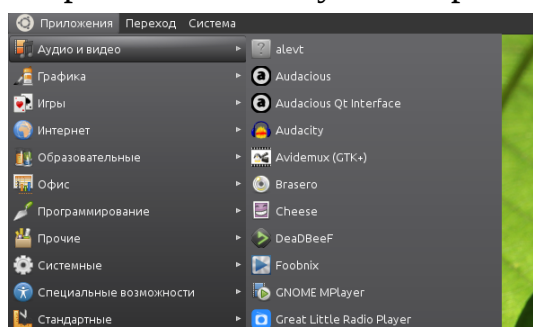 Приложения Переход Система
Аудио и видео
Графика
Игры
Интернет
Образовательные
Офис
Программирование
Прочие
Системные
Специальные возможности
Стандартные
alevt
Audacious
Audacious Qt Interface
Audacity
Avidemux (GTK+)
Brasero
Cheese
DeaDBeeF
Foobnix
GNOME MPlayer
Great Little Radio Player